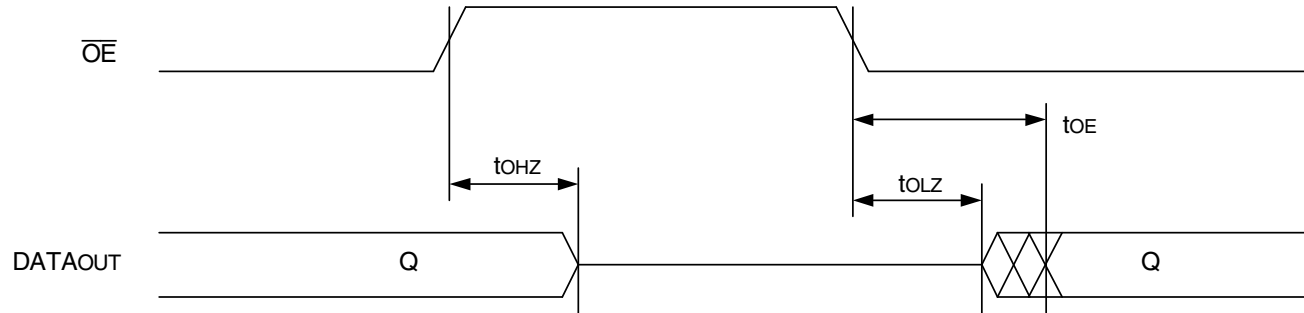 OE
tOE
tOHZ
tOLZ
DATAOUT
Q
Q